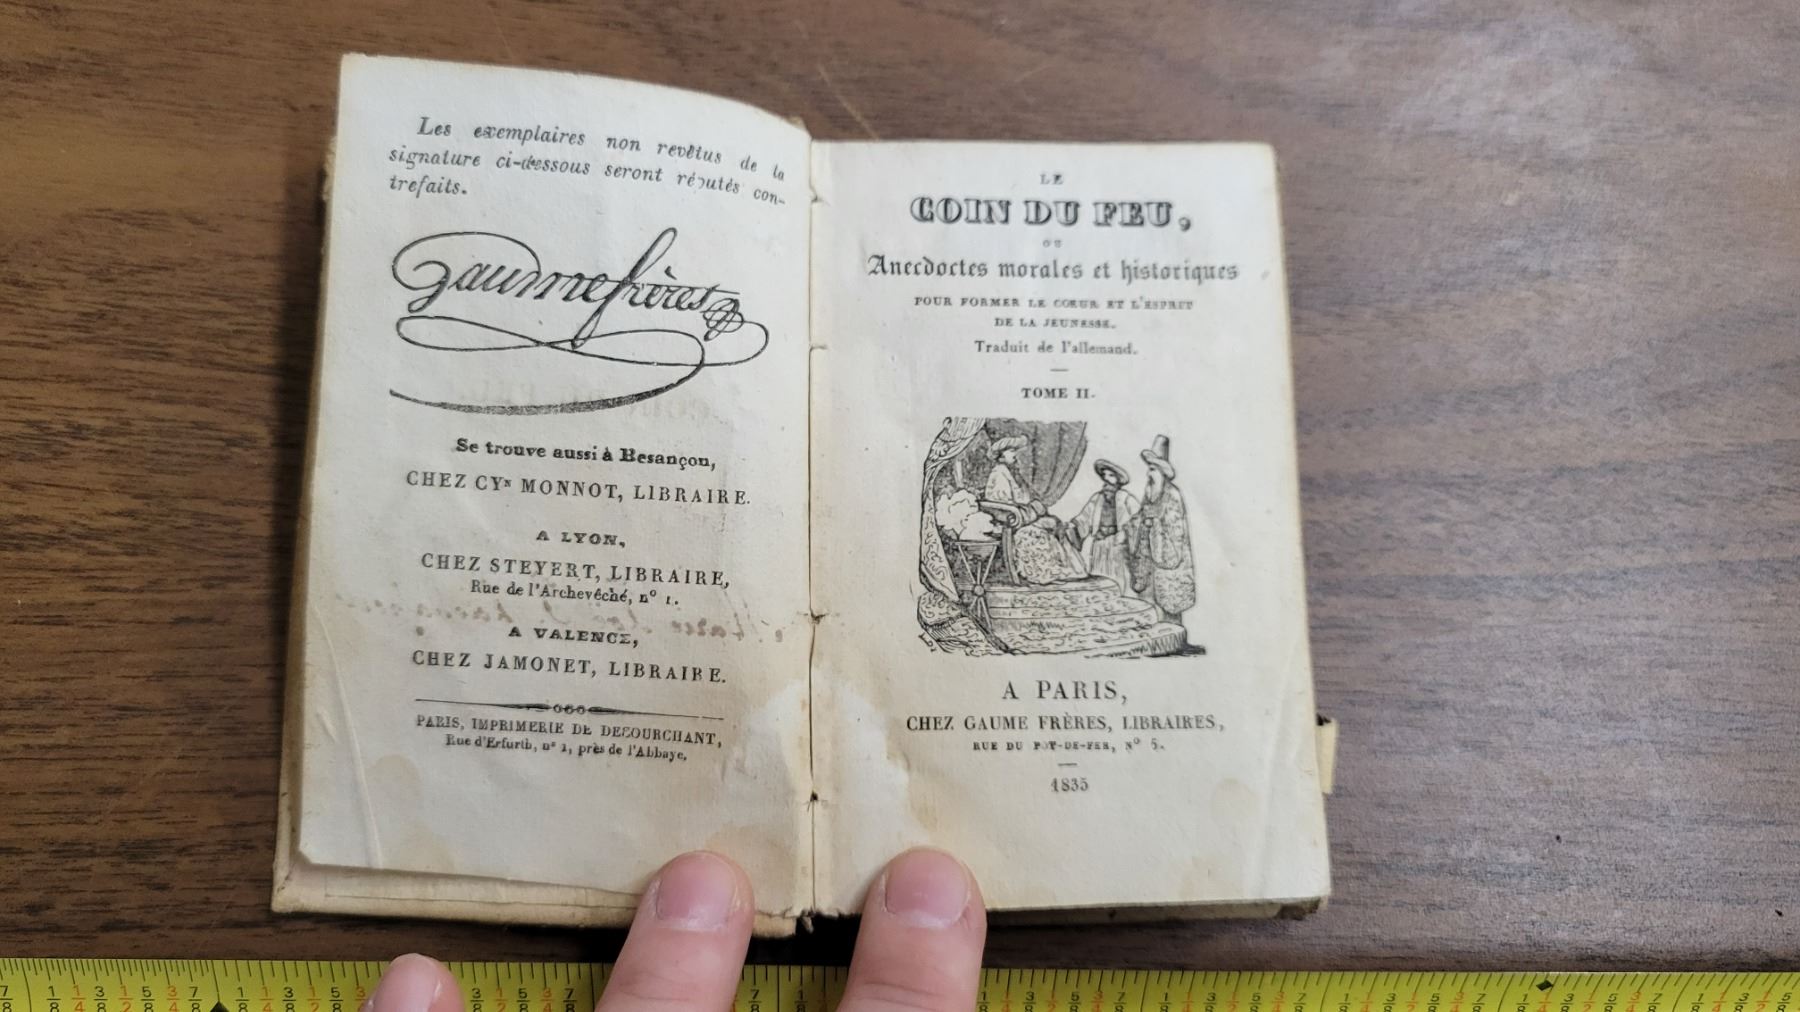 Les exemplaires non revêtus de la
signature ci-dessous seront réputés con-
trefaits.
Gaume frères
Se trouve aussi à Besançon,
CHEZ CYN MONNOT, LIBRAIRE.
A LYON,
CHEZ STEYERT, LIBRAIRE,
Rue de l'Archevêché, nº 1.
A VALENCE,
CHEZ JAMONET, LIBRAIRE.
PARIS, IMPRIMERIE DE DECOURCHANT,
Rue d'Erfurth, nº 1, près de l'Abbaye.
LE
COIN DU FEU,
OU
Anecdoctes morales et historiques
POUR FORMER LE COEUR ET L'ESPRIT
DE LA JEUNESSE.
Traduit de l'allemand.
TOME II.
A PARIS,
CHEZ GAUME FRÈRES, LIBRAIRES,
RUE DU POT-DE-FER, Nº 5.
1835